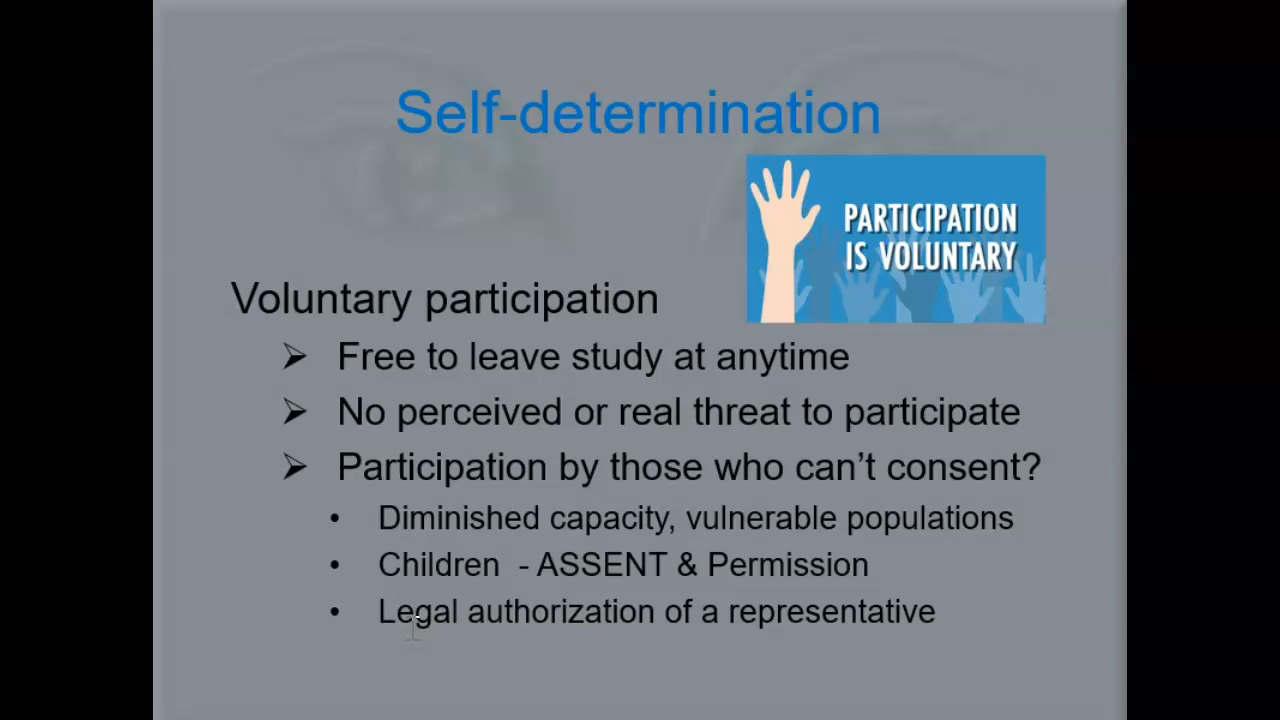 Self-determination
PARTICIPATION
IS VOLUNTARY
Voluntary participation
➢ Free to leave study at anytime
➢ No perceived or real threat to participate
➢ Participation by those who can’t consent?
• Diminished capacity, vulnerable populations
• Children - ASSENT & Permission
• Legal authorization of a representative